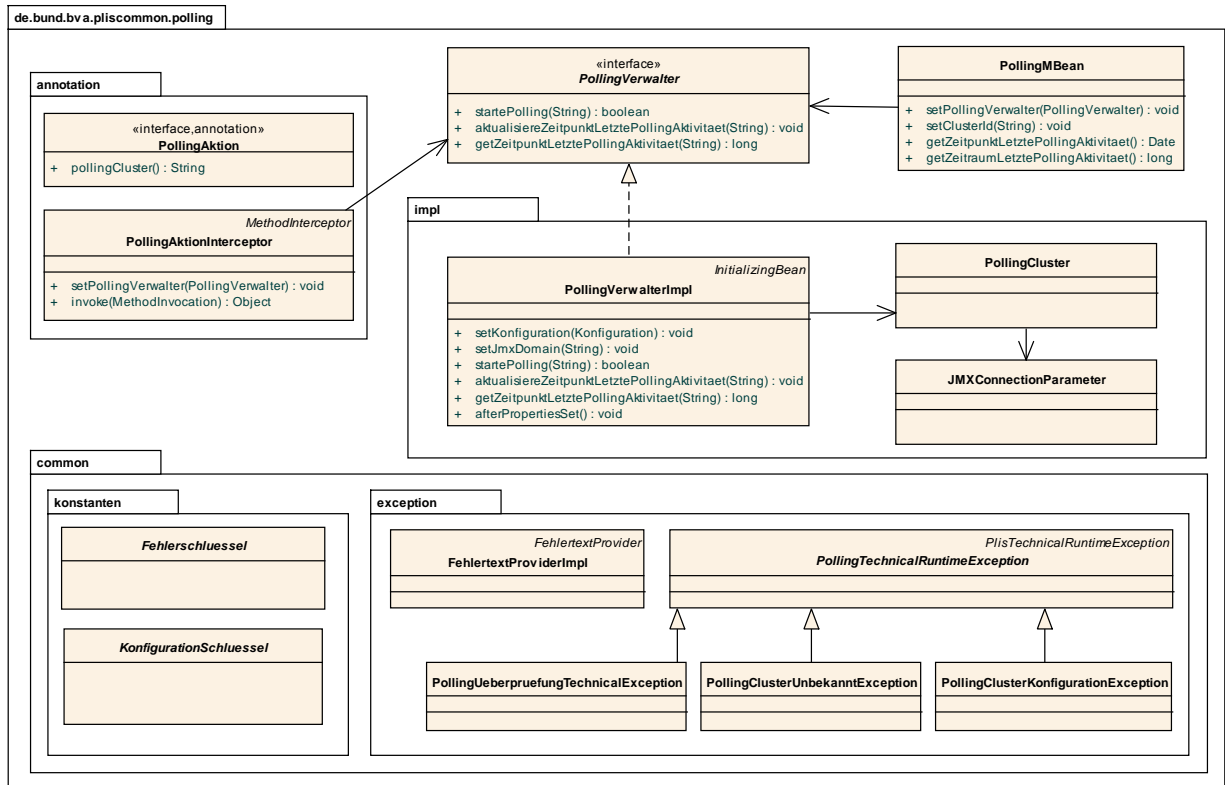 de.bund.bva.pliscommon.polling
annotation
«interface,annotation»
PollingAktion
+ pollingCluster() : String
MethodInterceptor
PollingAktionInterceptor
+ setPollingVerwalter(PollingVerwalter) : void
+ invoke(MethodInvocation) : Object
«interface»
PollingVerwalter
+ startePolling(String) : boolean
+ aktualisiereZeitpunktLetztePollingAktivitaet(String) : void
+ getZeitpunktLetztePollingAktivitaet(String) : long
PollingMBean
+ setPollingVerwalter(PollingVerwalter) : void
+ setClusterId(String) : void
+ getZeitpunktLetztePollingAktivitaet() : Date
+ getZeitraumLetztePollingAktivitaet() : long
impl
InitializingBean
PollingVerwalterImpl
+ setKonfiguration(Konfiguration) : void
+ setJmxDomain(String) : void
+ startePolling(String) : boolean
+ aktualisiereZeitpunktLetztePollingAktivitaet(String) : void
+ getZeitpunktLetztePollingAktivitaet(String) : long
+ afterPropertiesSet() : void
PollingCluster
JMXConnectionParameter
common
konstanten
Fehlerschluessel
KonfigurationSchluessel
exception
FehlertextProvider
FehlertextProviderImpl
PlisTechnicalRuntimeException
PollingTechnicalRuntimeException
PollingUeberpruefungTechnicalException
PollingClusterUnbekanntException
PollingClusterKonfigurationException